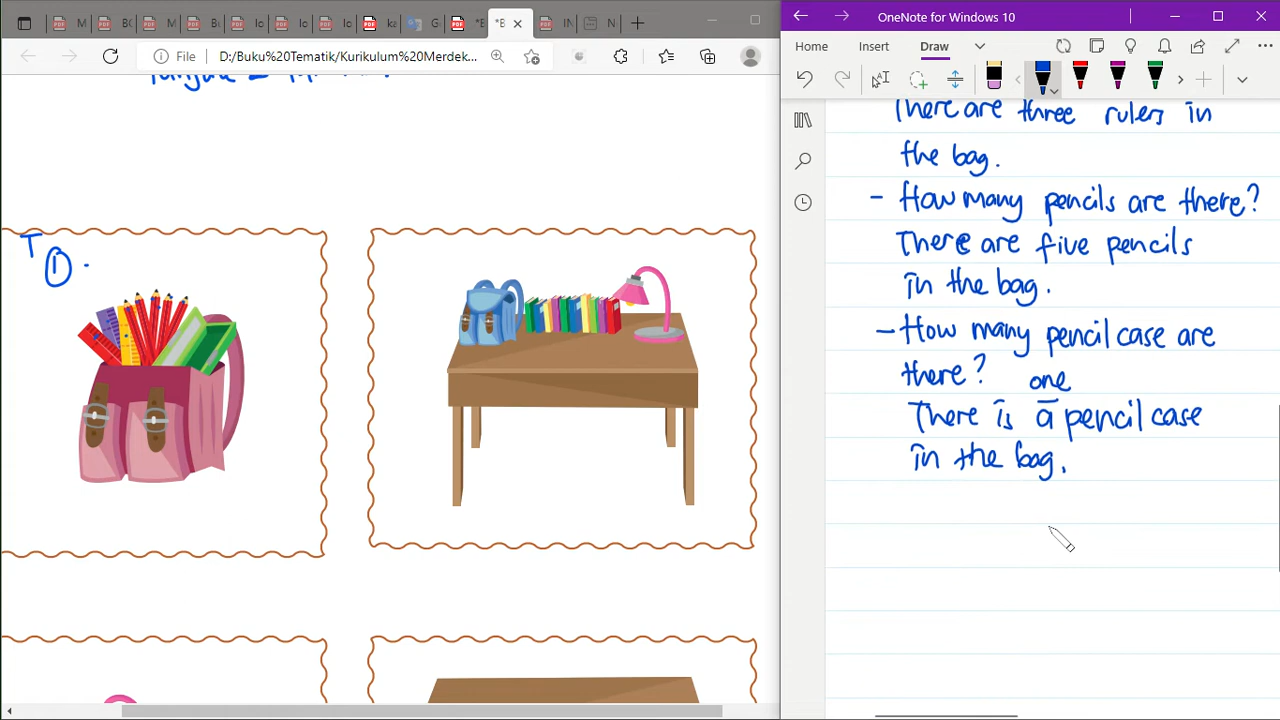 File
D:/Buku%20Tematik/Kurikulum%20Merdek...
T ①.
OneNote for Windows 10
Home Insert Draw
There are three rulers in
the bag.
- How many pencils are there?
There are five pencils
in the bag.
- How many pencil case are
there? one
There is a pencil case
in the bag.